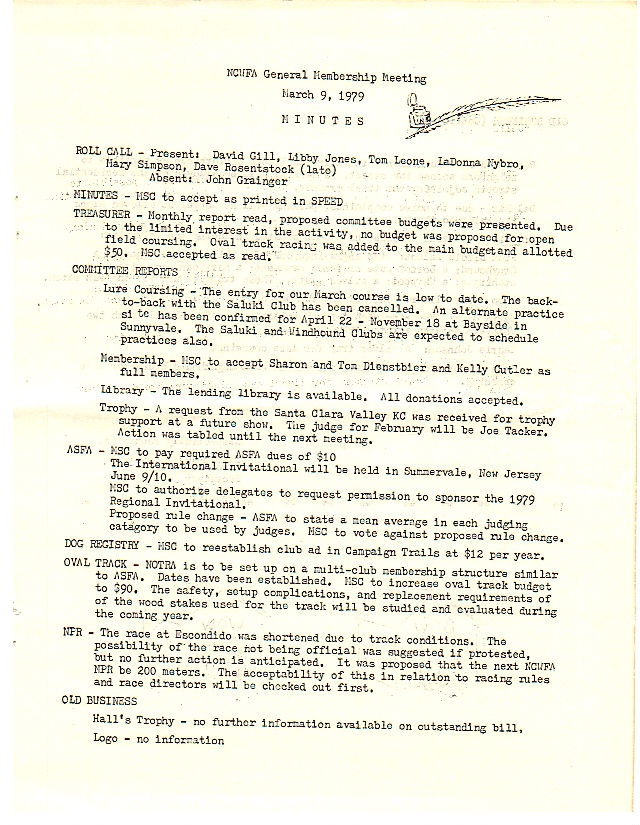 NCWFA General Membership Meeting
March 9, 1979
MINUTES
ROLL CALL - Present: David Gill, Libby Jones, Tom Leone, LaDonna Nybro,
Mary Simpson, Dave Rosentstock (late)
Absent: John Grainger
MINUTES - MSC to accept as printed in SPEED
TREASURER - Monthly report read, proposed committee budgets were presented. Due
to the limited interest in the activity, no budget was proposed for open
field coursing. Oval track racing was added to the main budget and allotted
$50. MSC accepted as read.
COMMITTEE REPORTS
Lure Coursing - The entry for our March course is low to date. The back-
to-back with the Saluki Club has been cancelled. An alternate practice
site has been confirmed for April 22 - November 18 at Bayside in
Sunnyvale. The Saluki and Windhound Clubs are expected to schedule
practices also.
Membership - MSC to accept Sharon and Tom Dienstbier and Kelly Cutler as
full members.
Library - The lending library is available. All donations accepted.
Trophy - A request from the Santa Clara Valley KC was received for trophy
support at a future show. The judge for February will be Joe Tacker.
Action was tabled until the next meeting.
ASFA - MSC to pay required ASFA dues of $10
The International Invitational will be held in Summervale, New Jersey
June 9/10.
MSC to authorize delegates to request permission to sponsor the 1979
Regional Invitational.
Proposed rule change - ASFA to state a mean average in each judging
catagory to be used by judges. MSC to vote against proposed rule change.
DOG REGISTRY - MSC to reestablish club ad in Campaign Trails at $12 per year.
OVAL TRACK - NOTRA is to be set up on a multi-club membership structure similar
to ASFA. Dates have been established. MSC to increase oval track budget
to $90. The safety, setup complications, and replacement requirements of
of the wood stakes used for the track will be studied and evaluated during
the coming year.
NPR - The race at Escondido was shortened due to track conditions. The
possibility of the race not being official was suggested if protested,
but no further action is anticipated. It was proposed that the next NCWFA
NPR be 200 meters. The acceptability of this in relation to racing rules
and race directors will be checked out first.
OLD BUSINESS
Hall's Trophy - no further information available on outstanding bill,
Logo - no information